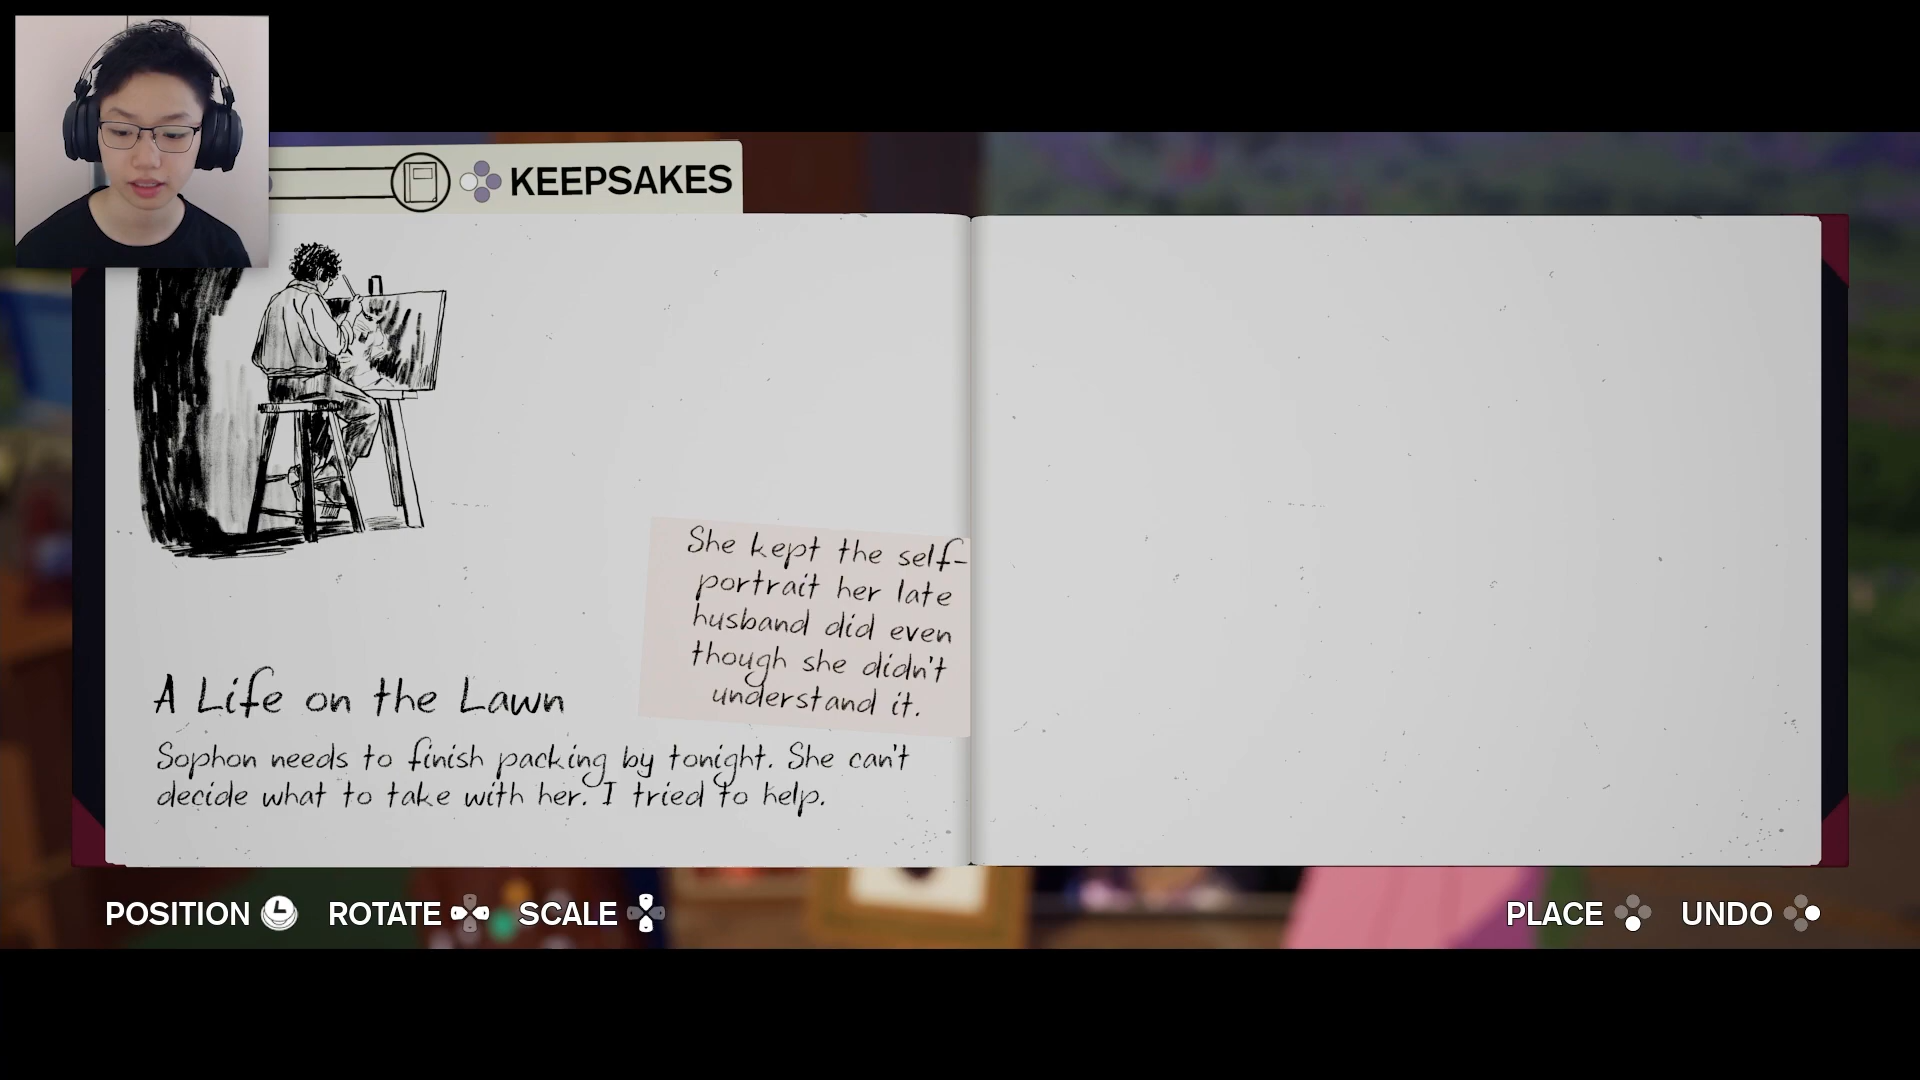 KEEPSAKES
She kept the self-
portrait her late
husband did even
though she didn't
understand it.
A Life on the Lawn
Sophon needs to finish packing by tonight. She can't
decide what to take with her. I tried to help.
POSITION L ROTATE SCALE PLACE UNDO